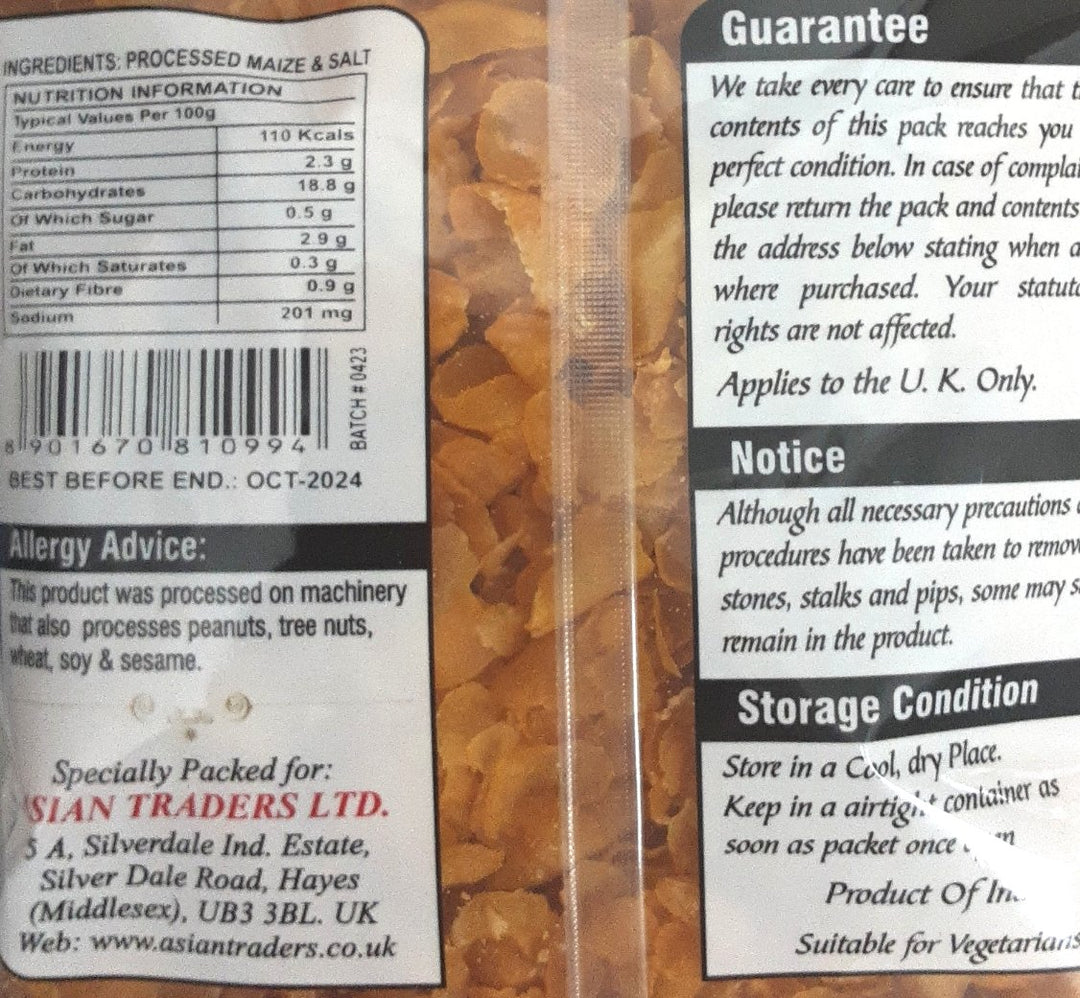 INGREDIENTS: PROCESSED MAIZE & SALT
NUTRITION INFORMATION
Typical Values Per 100g
Energy 110 Kcals
Protein 2.3 g
Carbohydrates 18.8 g
Of Which Sugar 0.5 g
Fat 2.9 g
Of Which Saturates 0.3 g
Dietary Fibre 0.9 g
Sodium 201 mg
BATCH # 0423
8 901670 810994
BEST BEFORE END.: OCT-2024
Allergy Advice:
This product was processed on machinery
that also processes peanuts, tree nuts,
wheat, soy & sesame.
Specially Packed for:
SIAN TRADERS LTD.
5 A, Silverdale Ind. Estate,
Silver Dale Road, Hayes
(Middlesex), UB3 3BL. UK
Web: www.asiantraders.co.uk
Guarantee
We take every care to ensure that
contents of this pack reaches you
perfect condition. In case of
please return the pack and contents
the address below stating when
where purchased. Your
rights are not affected.
Applies to the U. K. Only.
Notice
Although all necessary precautions
procedures have been taken to
stones, stalks and pips, some may
remain in the product.
Storage Condition
Store in a Cool, dry Place.
Keep in a airtight container as
soon as packet once
Product Of
Suitable for Vegetarians